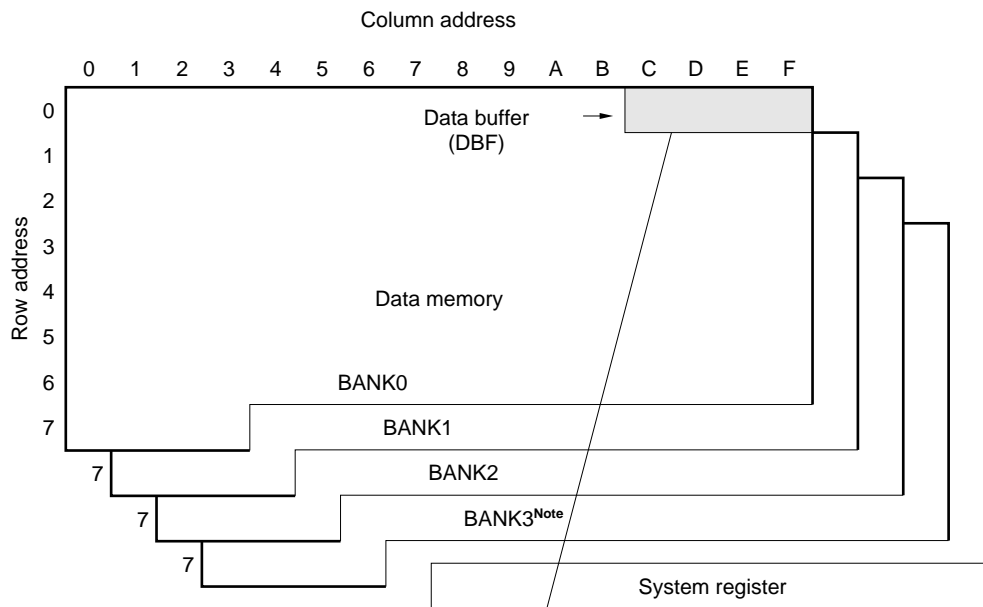 Column address
0 1 2 3 4 5 6 7 8 9 A B C D E F
Row address
0
1
2
3
4
5
6
7
Data buffer
(DBF)
Data memory
BANK0
BANK1
7
BANK2
7
BANK3Note
7
System register